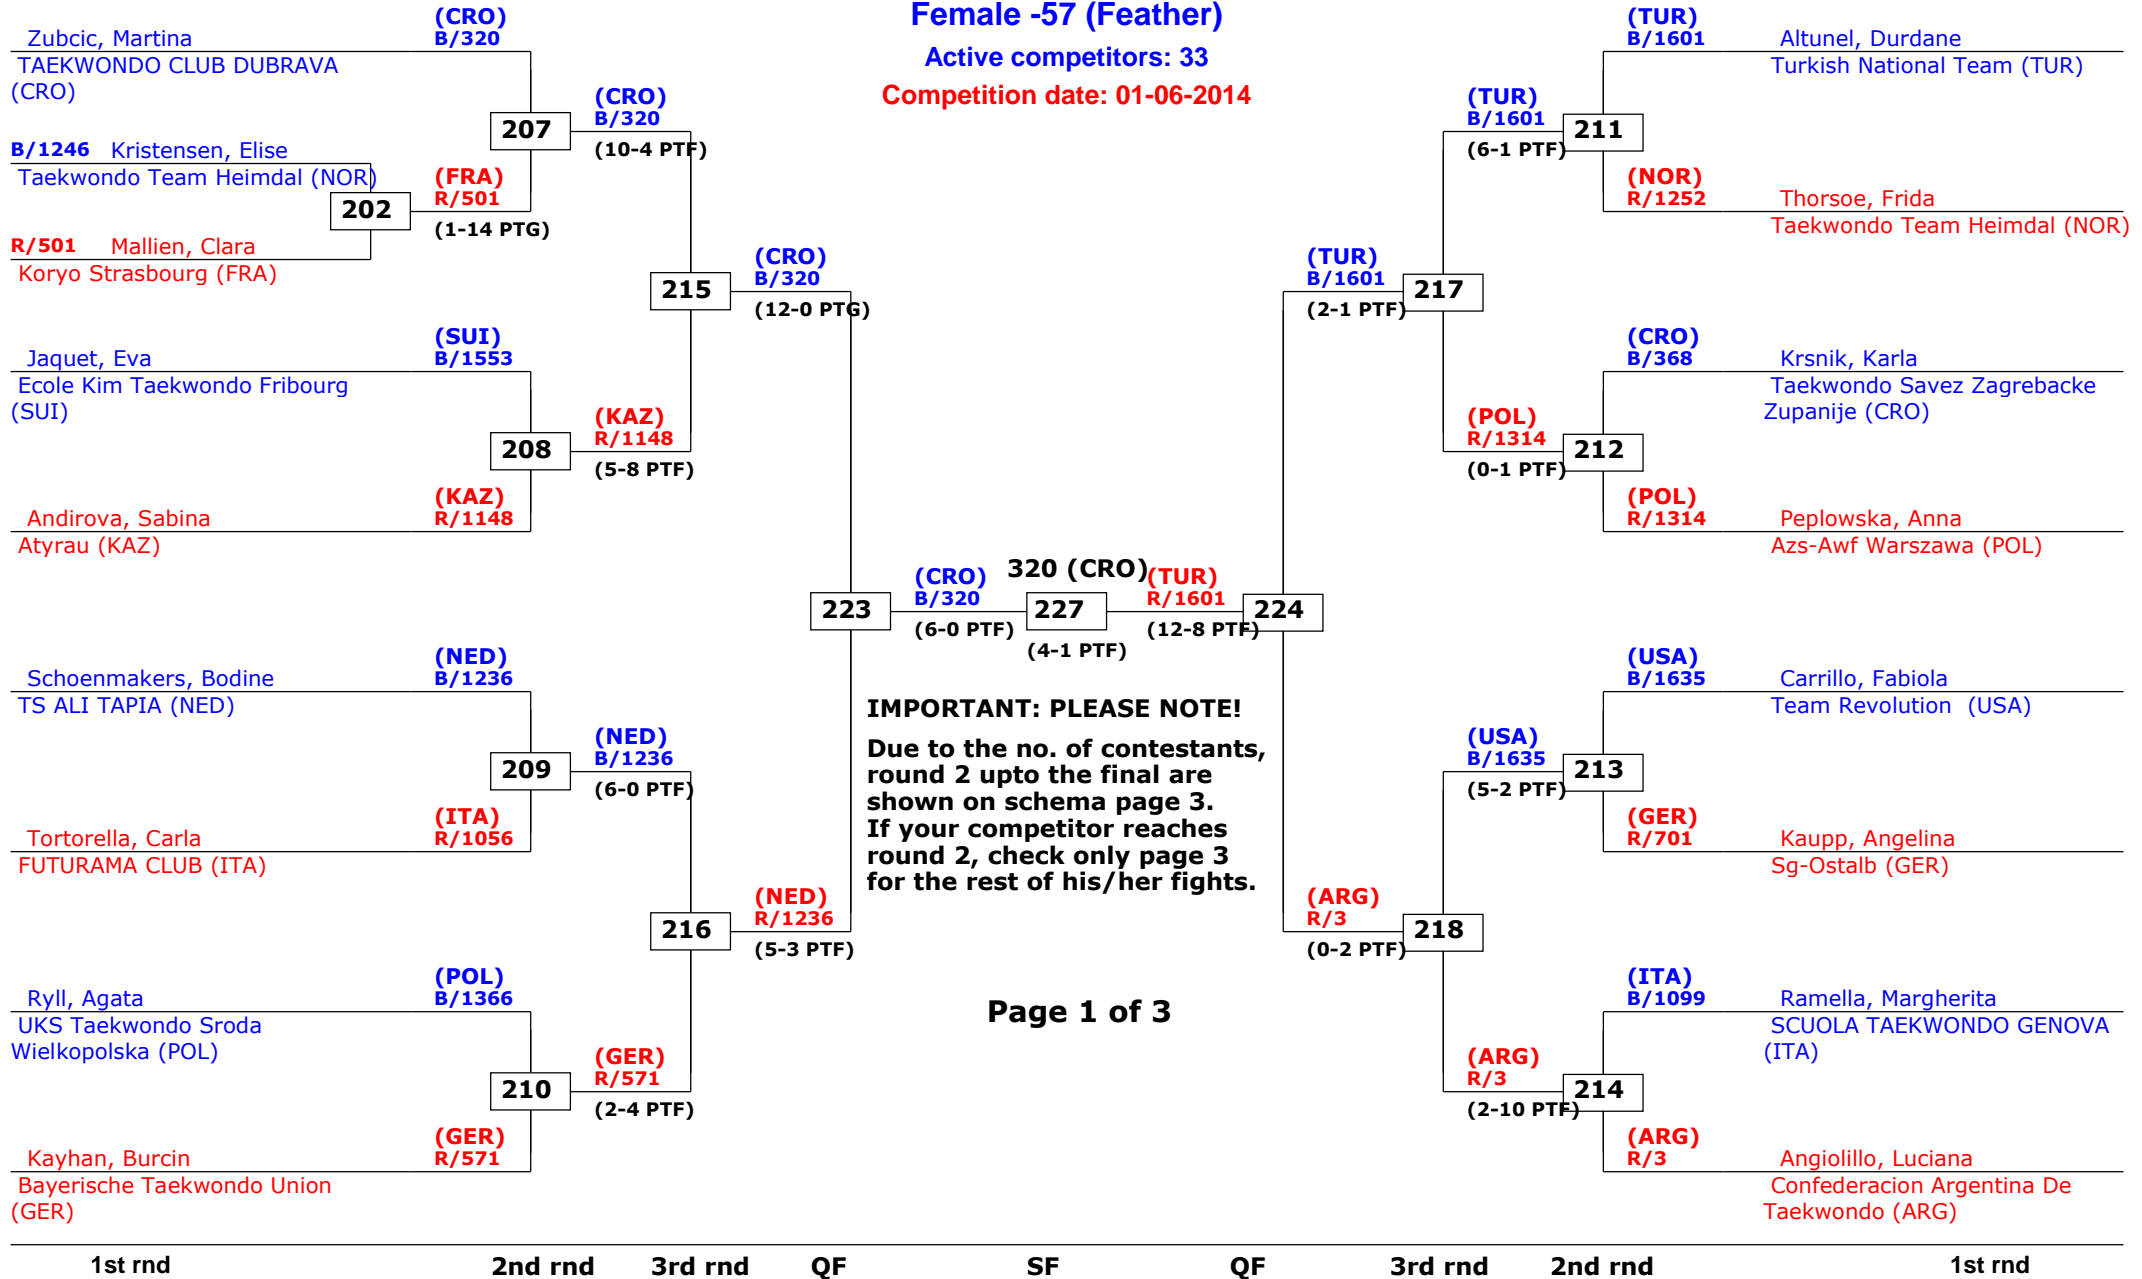 Female -57 (Feather)
Active competitors: 33
Competition date: 01-06-2014
Zubcic, Martina
(CRO)
B/320
TAEKWONDO CLUB DUBRAVA
(CRO)
207
(CRO)
B/320
(10-4 PTF)
B/1246 Kristensen, Elise
Taekwondo Team Heimdal (NOR)
202
(FRA)
R/501
(1-14 PTG)
R/501 Mallien, Clara
Koryo Strasbourg (FRA)
215
(CRO)
B/320
(12-0 PTG)
Jaquet, Eva
(SUI)
B/1553
Ecole Kim Taekwondo Fribourg
(SUI)
208
(KAZ)
R/1148
(5-8 PTF)
Andirova, Sabina
(KAZ)
R/1148
Atyrau (KAZ)
223
(CRO)
B/320
(6-0 PTF)
320 (CRO)
227
(4-1 PTF)
(TUR)
R/1601
(12-8 PTF)
224
Schoenmakers, Bodine
(NED)
B/1236
TS ALI TAPIA (NED)
209
(NED)
B/1236
(6-0 PTF)
Tortorella, Carla
(ITA)
R/1056
FUTURAMA CLUB (ITA)
216
(NED)
R/1236
(5-3 PTF)
Ryll, Agata
(POL)
B/1366
UKS Taekwondo Sroda
Wielkopolska (POL)
210
(GER)
R/571
(2-4 PTF)
Kayhan, Burcin
(GER)
R/571
Bayerische Taekwondo Union
(GER)
IMPORTANT: PLEASE NOTE!
Due to the no. of contestants,
round 2 upto the final are
shown on schema page 3.
If your competitor reaches
round 2, check only page 3
for the rest of his/her fights.
Page 1 of 3
(TUR)
B/1601
Altunel, Durdane
Turkish National Team (TUR)
(TUR)
B/1601
(6-1 PTF)
211
(NOR)
R/1252
Thorsoe, Frida
Taekwondo Team Heimdal (NOR)
(TUR)
B/1601
(2-1 PTF)
217
(CRO)
B/368
Krsnik, Karla
Taekwondo Savez Zagrebacke
Zupanije (CRO)
(POL)
R/1314
(0-1 PTF)
212
(POL)
R/1314
Peplowska, Anna
Azs-Awf Warszawa (POL)
(USA)
B/1635
Carrillo, Fabiola
Team Revolution (USA)
(USA)
B/1635
(5-2 PTF)
213
(GER)
R/701
Kaupp, Angelina
Sg-Ostalb (GER)
(ARG)
R/3
(0-2 PTF)
218
(ITA)
B/1099
Ramella, Margherita
SCUOLA TAEKWONDO GENOVA
(ITA)
(ARG)
R/3
(2-10 PTF)
214
(ARG)
R/3
Angiolillo, Luciana
Confederacion Argentina De
Taekwondo (ARG)
1st rnd 2nd rnd 3rd rnd QF SF QF 3rd rnd 2nd rnd 1st rnd